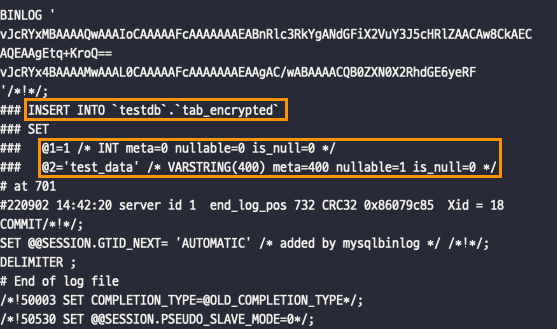 BINLOG '
vJcRYxMBAAAAQwAAAIoCAAAAAFcAAAAAAAEABnRlc3RkYgANdGFiX2VuY3J5cHRlZAACAw8CkAEC
AQEAAgEtq+KroQ==
vJcRYx4BAAAAMwAAAL0CAAAAAFcAAAAAAAEAAgAC/wABAAAACQB0ZXN0X2RhdGE6yeRF
'/*!*/;
### INSERT INTO `testdb`.`tab_encrypted`
### SET
###   @1=1 /* INT meta=0 nullable=0 is_null=0 */
###   @2='test_data' /* VARSTRING(400) meta=400 nullable=1 is_null=0 */
# at 701
#220902 14:42:20 server id 1  end_log_pos 732 CRC32 0x86079c85  Xid = 18
COMMIT/*!*/;
SET @@SESSION.GTID_NEXT= 'AUTOMATIC' /* added by mysqlbinlog */ /*!*/;
DELIMITER ;
# End of log file
/*!50003 SET COMPLETION_TYPE=@OLD_COMPLETION_TYPE*/;
/*!50530 SET @@SESSION.PSEUDO_SLAVE_MODE=0*/;